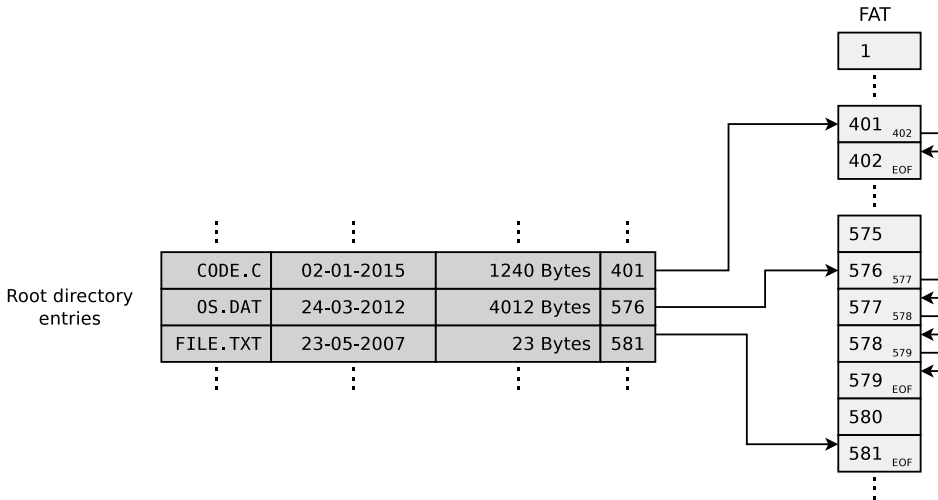 FAT
1
401 402
402 EOF
575
CODE.C 02-01-2015 1240 Bytes 401
576 577
Root directory
entries
OS.DAT 24-03-2012 4012 Bytes 576
577 578
FILE.TXT 23-05-2007 23 Bytes 581
578 579
579 EOF
580
581 EOF